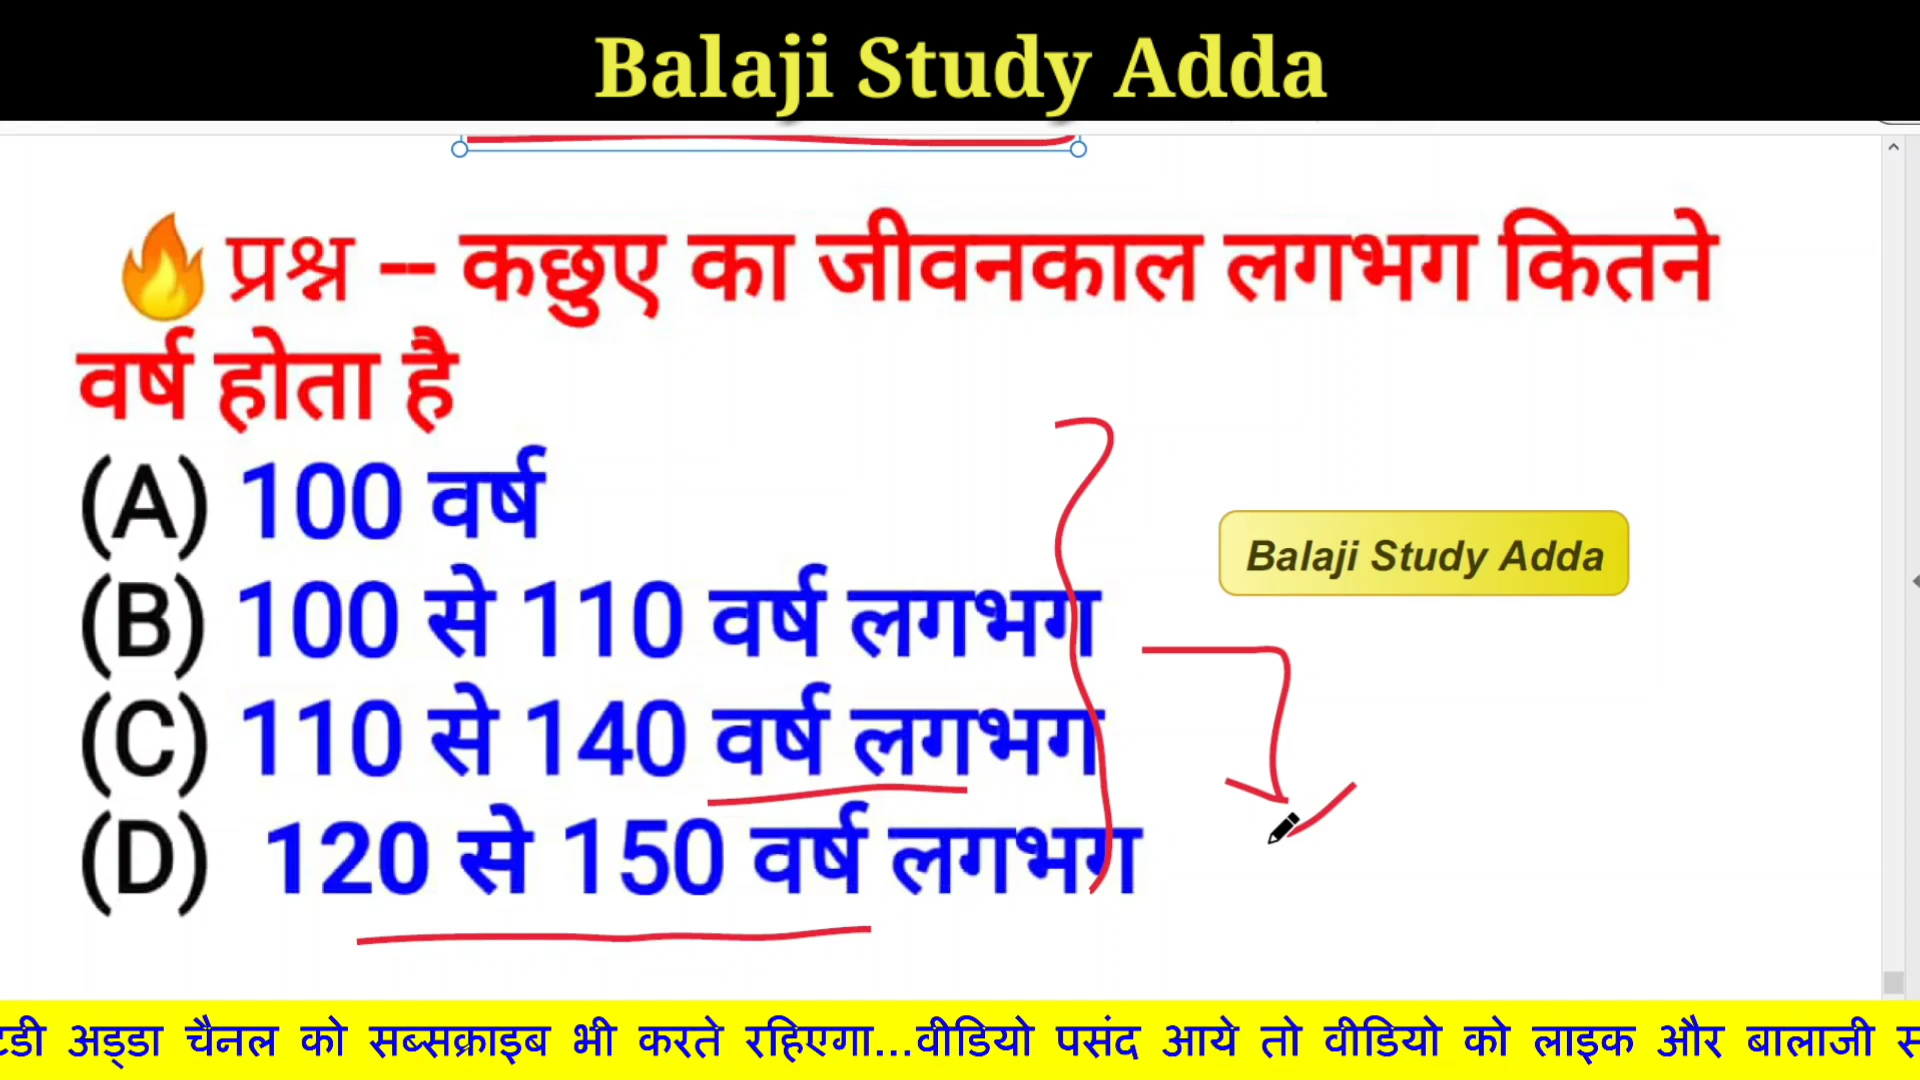 Balaji Study Adda
🔥 प्रश्न -- कछुए का जीवनकाल लगभग कितने
वर्ष होता है
(A) 100 वर्ष
(B) 100 से 110 वर्ष लगभग
(C) 110 से 140 वर्ष लगभग
(D) 120 से 150 वर्ष लगभग
Balaji Study Adda
अड्डा चैनल को सब्सक्राइब भी करते रहिएगा...वीडियो पसंद आये तो वीडियो को लाइक और बालाजी